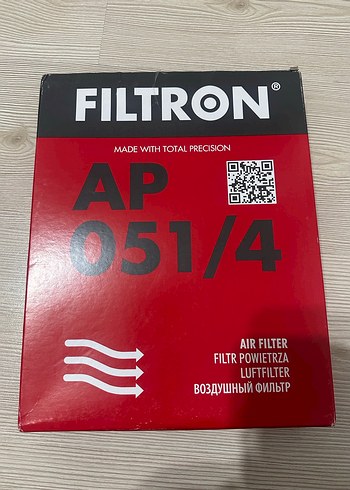 FILTRON®
MADE WITH TOTAL PRECISION
AP
051/4
AIR FILTER
FILTR POWIETRZA
LUFTFILTER
ВОЗДУШНЫЙ ФИЛЬТР